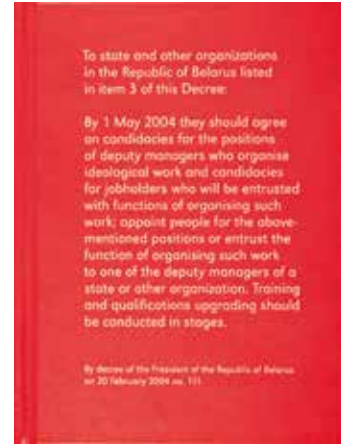 To state and other organizations
in the Republic of Belarus listed
in item 3 of this Decree:
By 1 May 2004 they should agree
on candidacies for the positions
of deputy managers who organise
ideological work and candidacies
for jobholders who will be entrusted
with functions of organising such
work; appoint people for the above-
mentioned positions or entrust the
function of organising such work
to one of the deputy managers of a
state or other organization. Training
and qualifications upgrading should
be conducted in stages.
By decree of the President of the Republic of Belarus
on 20 February 2004 no. 111